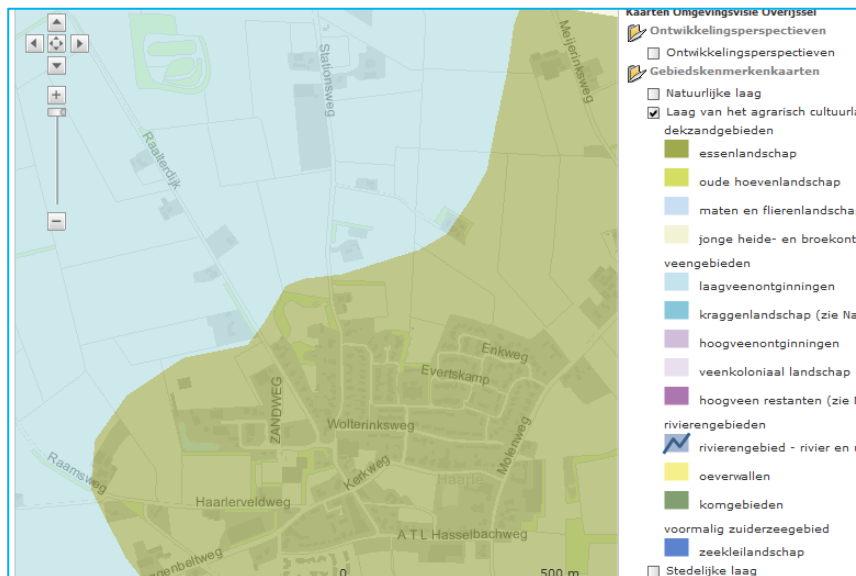 Kaarten Omgevingsvisie Overijssel
Ontwikkelingsperspectieven
Ontwikkelingsperspectieven
Gebiedskenmerkenkaarten
Natuurlijke laag
Laag van het agrarisch cultuurla
dekzandgebieden
essenlandschap
oude hoevenlandschap
maten en flierenlandschap
jonge heide- en broekont
veengebieden
laagveenontginningen
kraggenlandschap (zie Na
hoogveenontginningen
veenkoloniaal landschap
hoogveen restanten (zie N
rivierengebieden
rivierengebied - rivier en u
oeverwallen
komgebieden
voormalig zuiderzeegebied
zeekleilandschap
Stedelijke laag
Stationsweg
Meijerinksweg
Raalterdijk
Enkweg
Evertskamp
ZANDWEG
Wolterinksweg
Molenweg
Raamsweg
Kerkweg
Haarle
Haarlerveldweg
A T L Hasselbachweg
enbeltweg
0
500 m